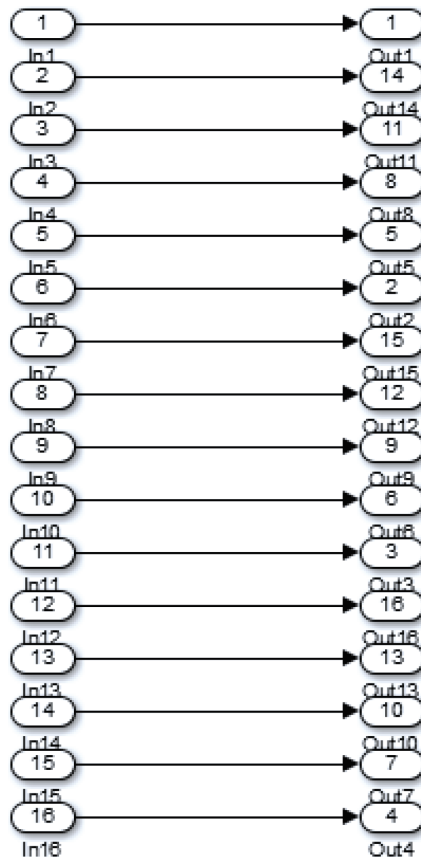 1 1
In1 Out1
2 14
In2 Out14
3 11
In3 Out11
4 8
In4 Out8
5 5
In5 Out5
6 2
In6 Out2
7 15
In7 Out15
8 12
In8 Out12
9 9
In9 Out9
10 6
In10 Out6
11 3
In11 Out3
12 16
In12 Out16
13 13
In13 Out13
14 10
In14 Out10
15 7
In15 Out7
16 4
In16 Out4